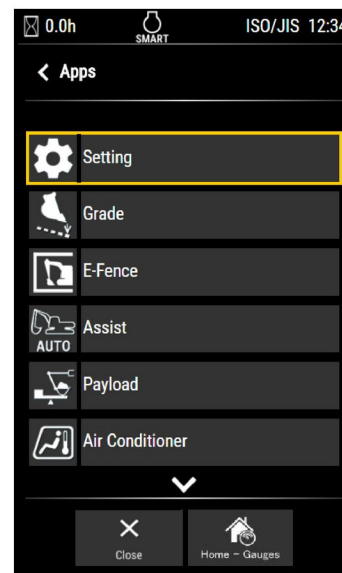 0.0h SMART ISO/JIS 12:34
Apps
Setting
Grade
E-Fence
AUTO Assist
Payload
Air Conditioner
Close Home - Gauges